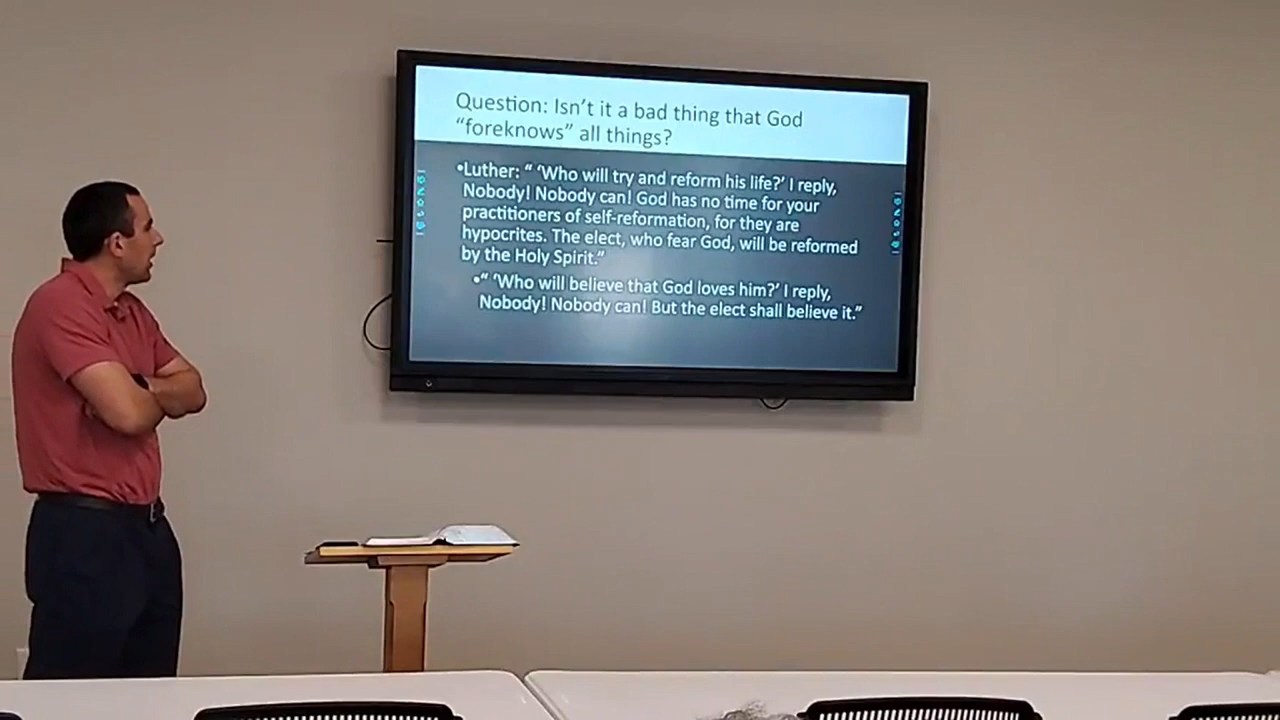 Question: Isn't it a bad thing that God
“foreknows” all things?
•Luther: “ ‘Who will try and reform his life?’ I reply,
Nobody! Nobody can! God has no time for your
practitioners of self-reformation, for they are
hypocrites. The elect, who fear God, will be reformed
by the Holy Spirit.”
•“ ‘Who will believe that God loves him?’ I reply,
Nobody! Nobody can! But the elect shall believe it.”